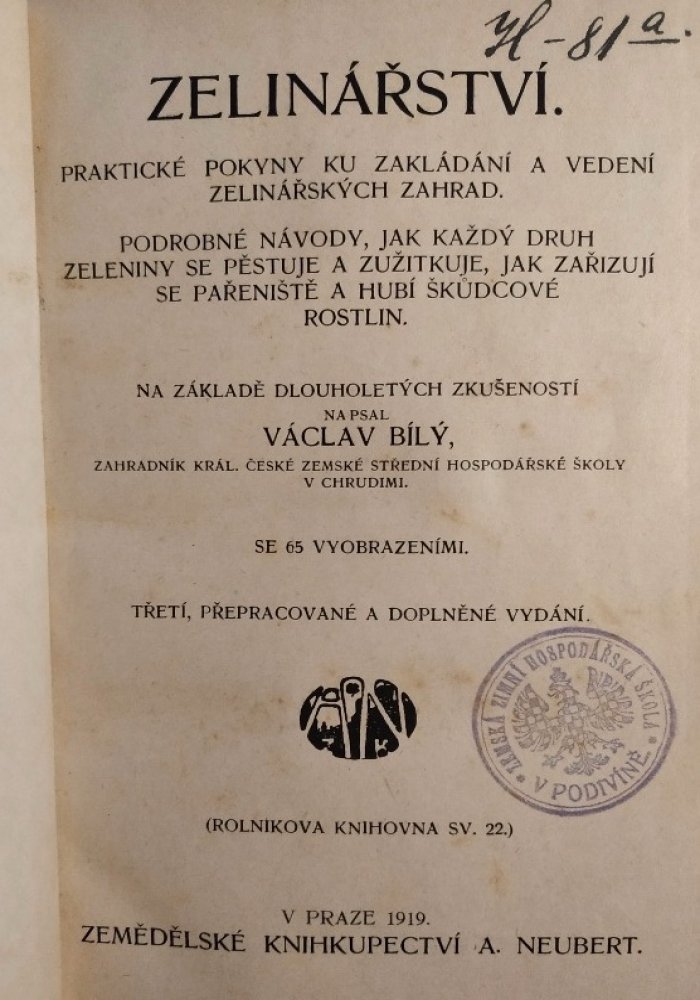 H-81a.
ZELINÁŘSTVÍ.
PRAKTICKÉ POKYNY KU ZAKLÁDÁNÍ A VEDENÍ
ZELINÁŘSKÝCH ZAHRAD.
PODROBNÉ NÁVODY, JAK KAŽDÝ DRUH
ZELENINY SE PĚSTUJE A ZUŽITKUJE, JAK ZAŘIZUJÍ
SE PAŘENIŠTĚ A HUBÍ ŠKŮDCOVÉ
ROSTLIN.
NA ZÁKLADĚ DLOUHOLETÝCH ZKUŠENOSTÍ
NAPSAL
VÁCLAV BÍLÝ,
ZAHRADNÍK KRÁL. ČESKÉ ZEMSKÉ STŘEDNÍ HOSPODÁŘSKÉ ŠKOLY
V CHRUDIMI.
SE 65 VYOBRAZENÍMI.
TŘETÍ, PŘEPRACOVANÉ A DOPLNĚNÉ VYDÁNÍ.
ZEMSKÁ ZIMNÍ HOSPODÁŘSKÁ ŠKOLA
* V PODIVÍNĚ. *
(ROLNÍKOVA KNIHOVNA SV. 22.)
V PRAZE 1919.
ZEMĚDĚLSKÉ KNIHKUPECTVÍ A. NEUBERT.